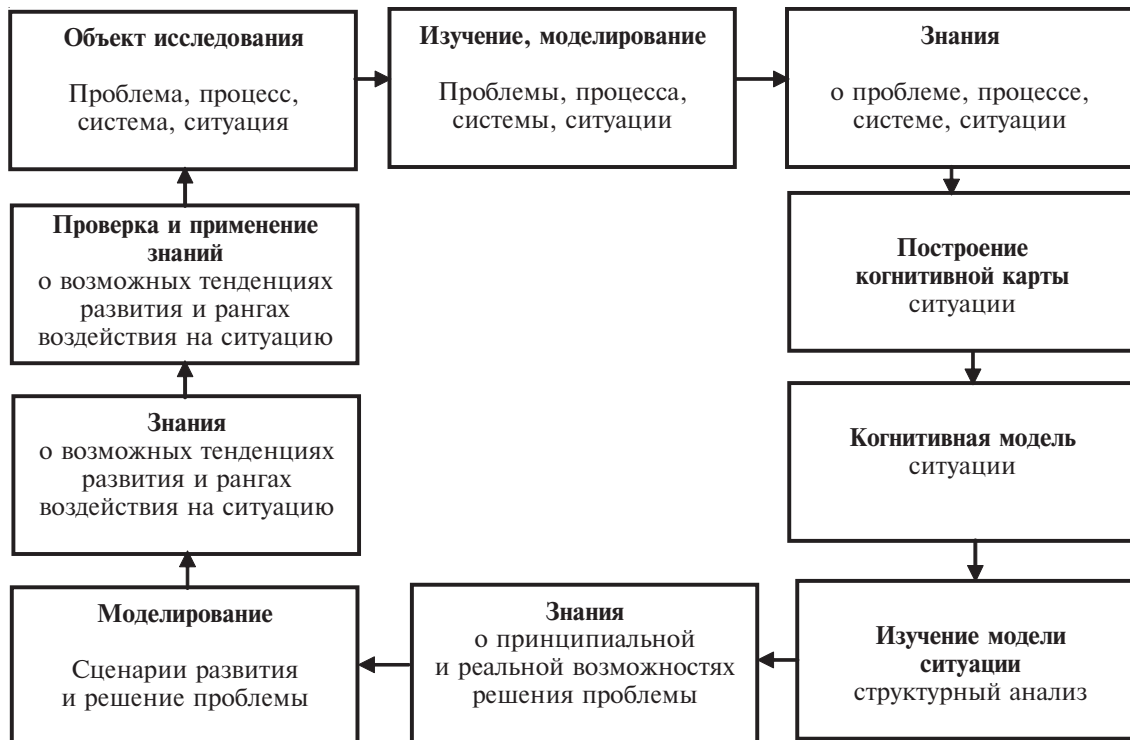 Объект исследования
Проблема, процесс,
система, ситуация
Изучение, моделирование
Проблемы, процесса,
системы, ситуации
Знания
о проблеме, процессе,
системе, ситуации
Построение
когнитивной карты
ситуации
Когнитивная модель
ситуации
Изучение модели
ситуации
структурный анализ
Знания
о принципиальной
и реальной возможностях
решения проблемы
Моделирование
Сценарии развития
и решение проблемы
Знания
о возможных тенденциях
развития и рангах
воздействия на ситуацию
Проверка и применение
знаний
о возможных тенденциях
развития и рангах
воздействия на ситуацию